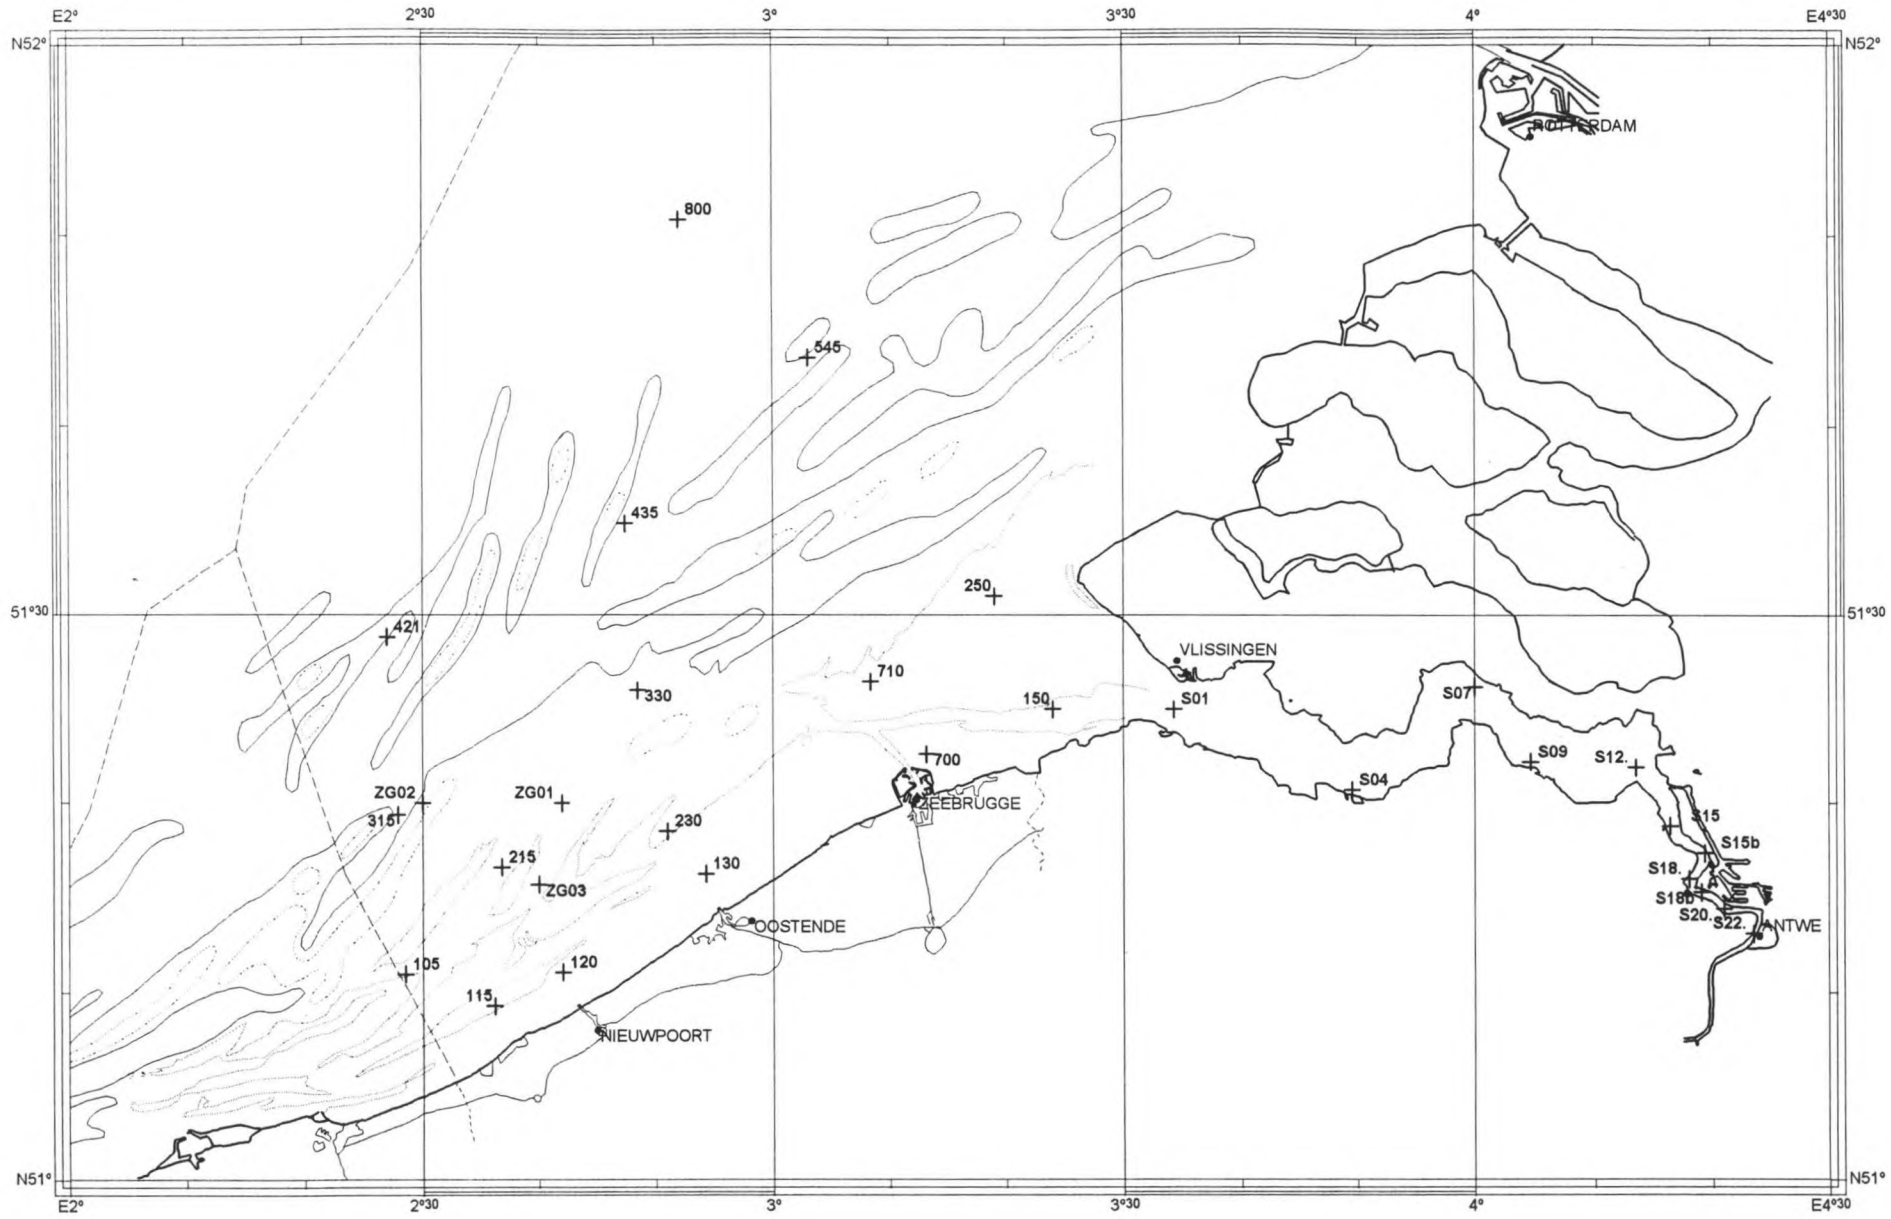 E2°
2°30
3°
3°30
4°
E4°30
N52°
N52°
ROTTERDAM
800
545
435
250
51°30
51°30
421
VLISSINGEN
710
330
S07
150
S01
700
S09
S12.
S04
ZG02
ZG01
ZEEBRUGGE
315
230
S15
S15b
215
130
S18.
ZG03
S18b
S20.
S22.
OOSTENDE
ANTWE
105
120
115
NIEUWPOORT
N51°
N51°
E2°
2°30
3°
3°30
4°
E4°30